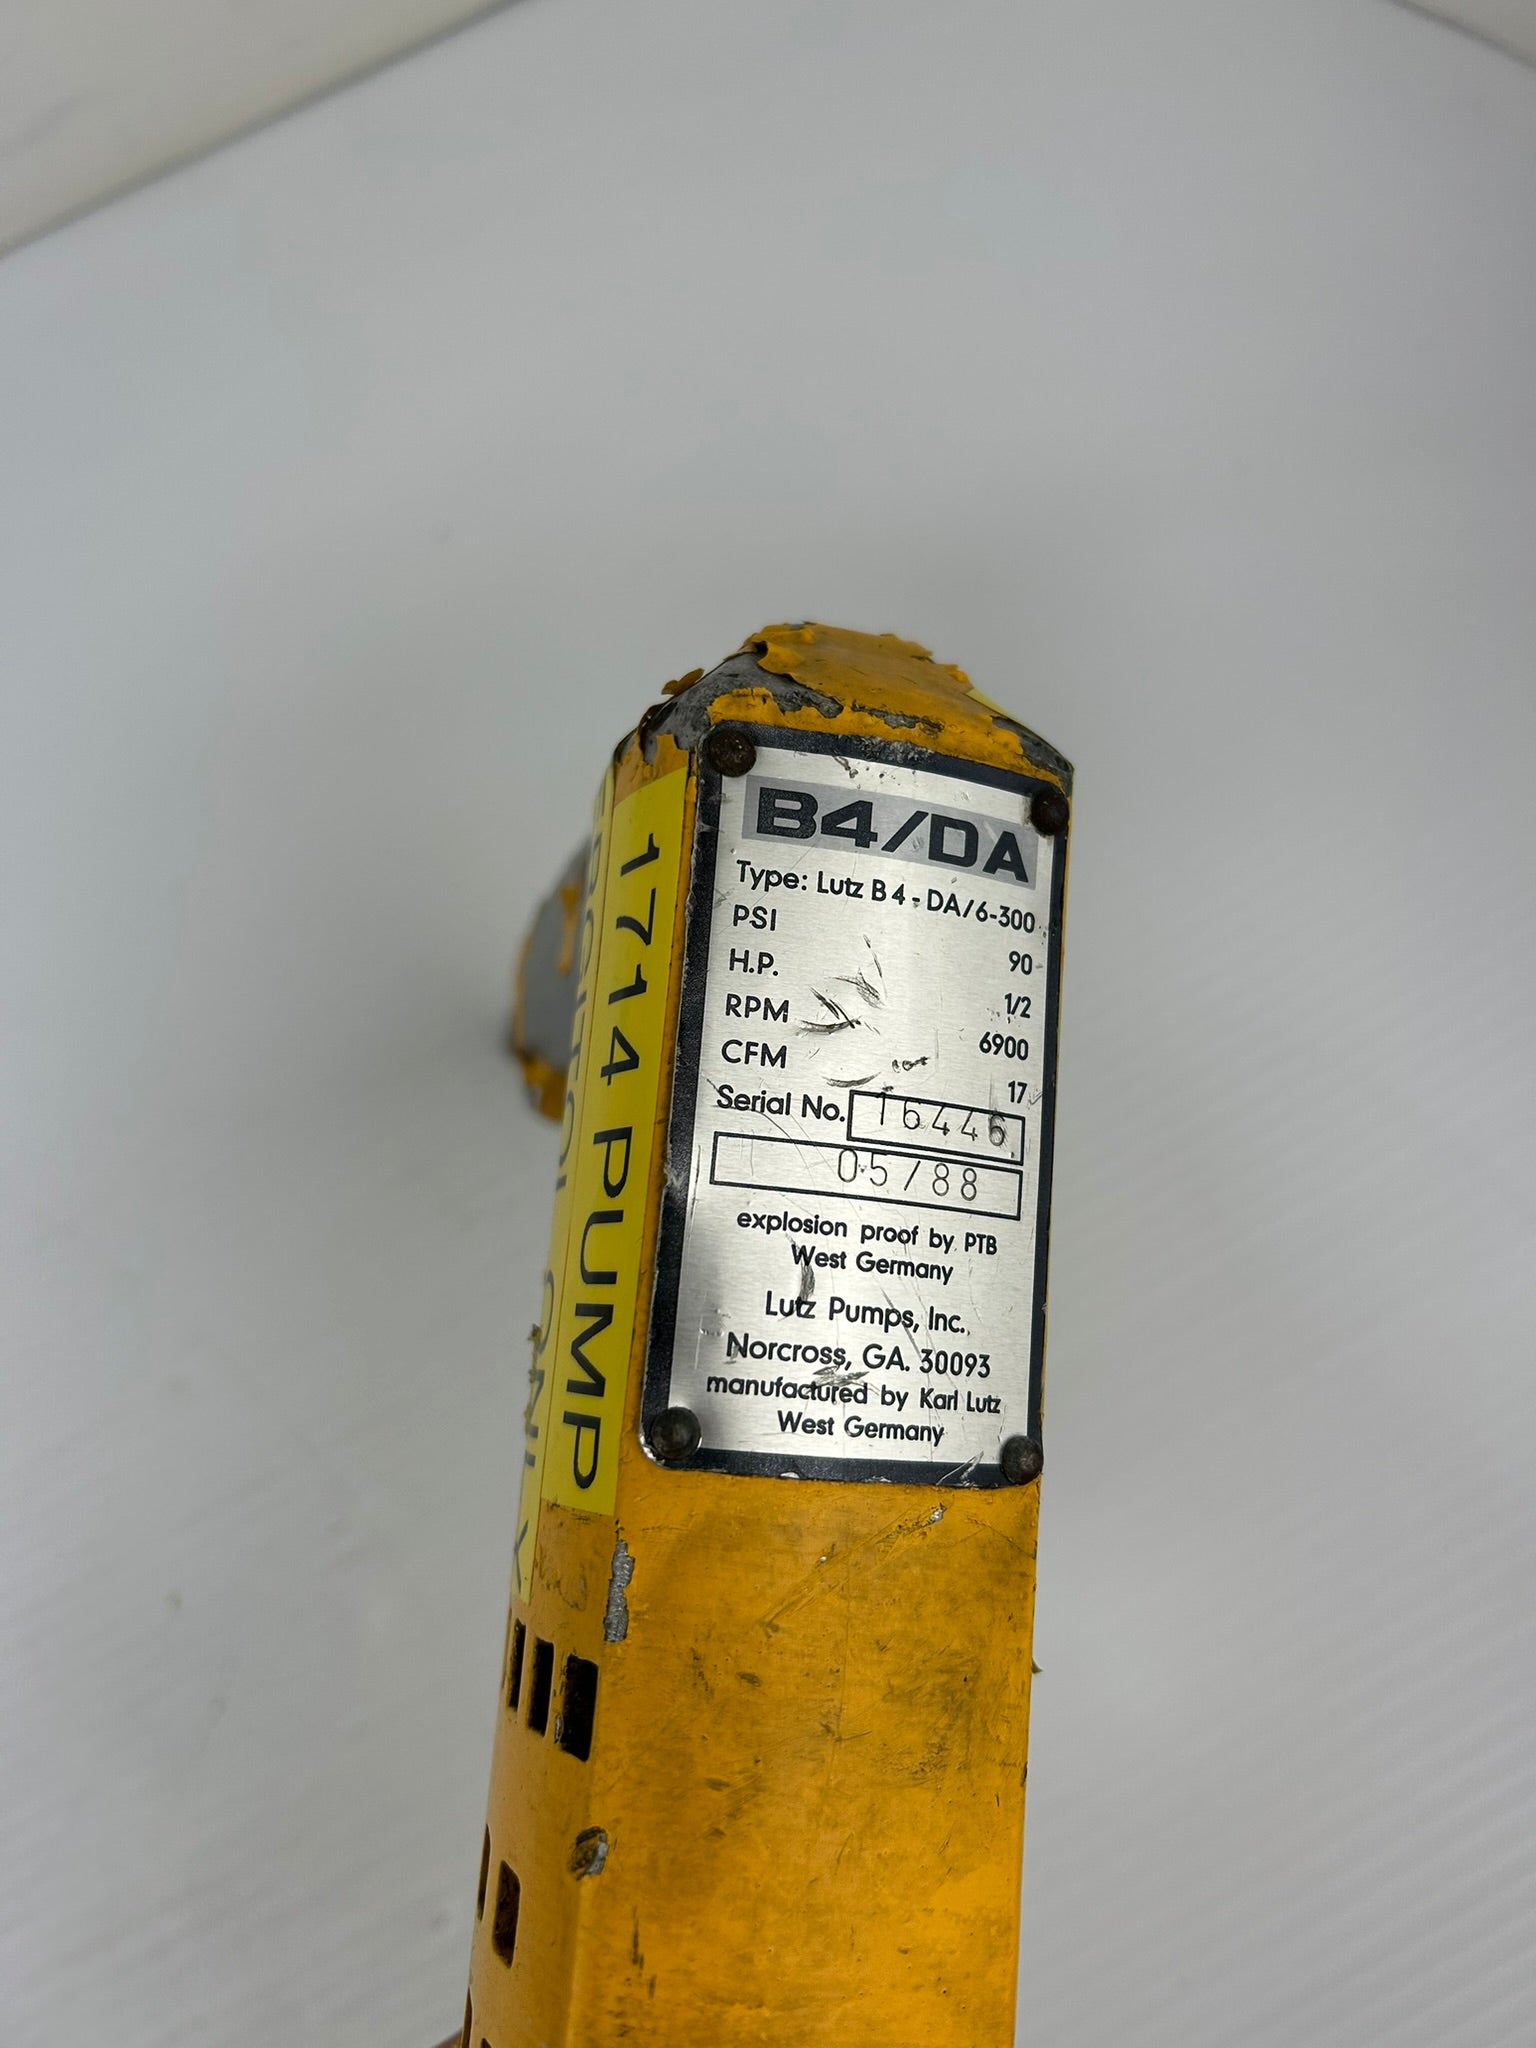 B4/DA
Type: Lutz B 4 - DA/6-300
PSI 90
H.P. 1/2
RPM 6900
CFM 17
Serial No. 16446
05/88
explosion proof by PTB
West Germany
Lutz Pumps, Inc.
Norcross, GA. 30093
manufactured by Karl Lutz
West Germany
1714 PUMP
ONLY